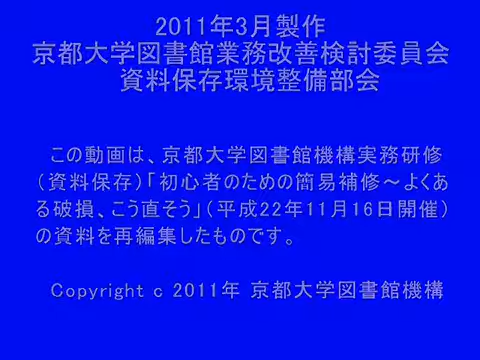 2011年3月製作
京都大学図書館業務改善検討委員会
資料保存環境整備部会
この動画は、京都大学図書館機構実務研修
（資料保存）「初心者のための簡易補修～よくあ
る破損、こう直そう」（平成22年11月16日開催）
の資料を再編集したものです。
Copyright c 2011年 京都大学図書館機構